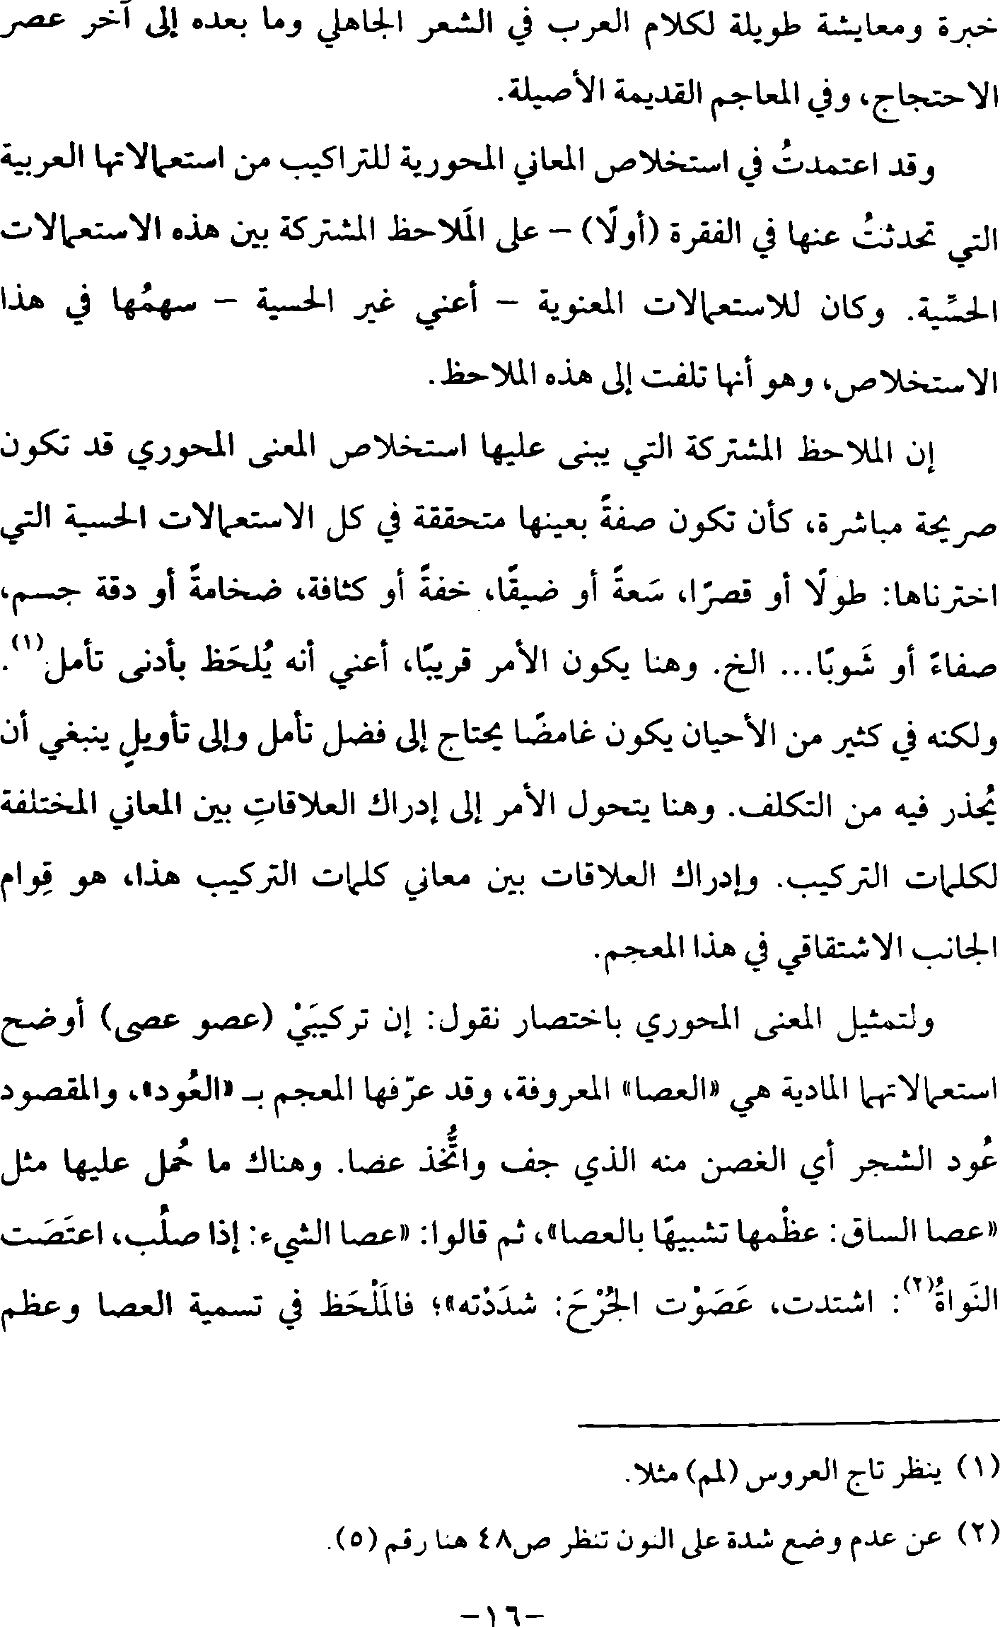 خبرة ومعايشة طويلة لكلام العرب في الشعر الجاهلي وما بعده إلى آخر عصر
الاحتجاج، وفي المعاجم القديمة الأصيلة.
وقد اعتمدتُ في استخلاص المعاني المحورية للتراكيب من استعمالاتها العربية
التي تحدثتُ عنها في الفقرة (أولًا) – على المَلاحظ المشتركة بين هذه الاستعمالات
الحسِّية. وكان للاستعمالات المعنوية – أعني غير الحسية – سهمُها في هذا
الاستخلاص، وهو أنها تلفت إلى هذه الملاحظ.
إن الملاحظ المشتركة التي يبنى عليها استخلاص المعنى المحوري قد تكون
صريحة مباشرة، كأن تكون صفةً بعينها متحققة في كل الاستعمالات الحسية التي
اخترناها: طولًا أو قصرًا، سَعةً أو ضيقًا، خفةً أو كثافة، ضخامةً أو دقة جسم،
صفاءً أو شَوبًا... الخ. وهنا يكون الأمر قريبًا، أعني أنه يُلحَظ بأدنى تأمل(١).
ولكنه في كثير من الأحيان يكون غامضًا يحتاج إلى فضل تأمل وإلى تأويلٍ ينبغي أن
يُحذر فيه من التكلف. وهنا يتحول الأمر إلى إدراك العلاقاتِ بين المعاني المختلفة
لكلمات التركيب. وإدراك العلاقات بين معاني كلمات التركيب هذا، هو قِوام
الجانب الاشتقاقي في هذا المعجم.
ولتمثيل المعنى المحوري باختصار نقول: إن تركيبَيْ (عصو عصى) أوضح
استعمالاتهما المادية هي «العصا» المعروفة، وقد عرّفها المعجم بـ «العُود»، والمقصود
عُود الشجر أي الغصن منه الذي جف واتُّخذ عصا. وهناك ما حُمل عليها مثل
«عصا الساق: عظْمها تشبيهًا بالعصا»، ثم قالوا: «عصا الشيء: إذا صلُب، اعتَصَت
النَواةُ(٢): اشتدت، عَصَوْت الجُرْحَ: شدَدْته»؛ فالمَلْحَظ في تسمية العصا وعظم
(١) ينظر تاج العروس (لمم) مثلا.
(٢) عن عدم وضع شدة على النون تنظر ص٤٨ هنا رقم (٥).
–١٦–